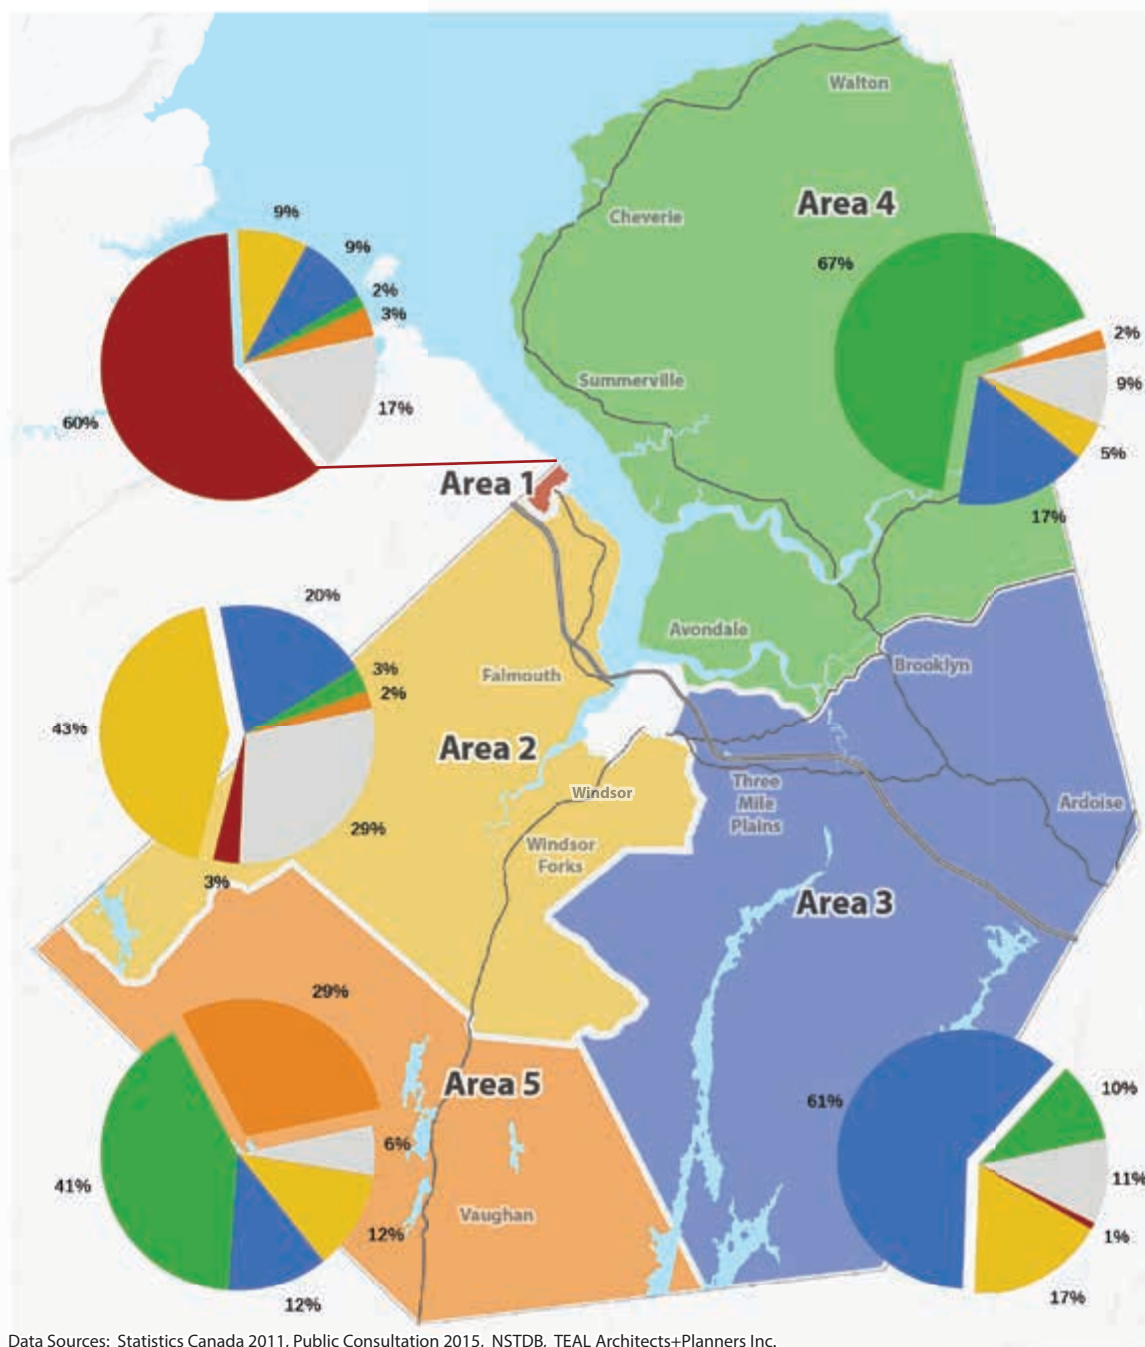 Walton
Area 4
9%
Cheverie
9%
67%
2%
3%
2%
Summerville
9%
17%
60%
5%
Area 1
17%
20%
Avondale
Brooklyn
3%
Falmouth
2%
43%
Area 2
Three
Mile
Plains
Windsor
Ardoise
29%
Windsor
Forks
3%
Area 3
29%
Area 5
10%
61%
6%
11%
41%
Vaughan
12%
1%
12%
17%
Data Sources: Statistics Canada 2011, Public Consultation 2015, NSTDB, TEAL Architects+Planners Inc.